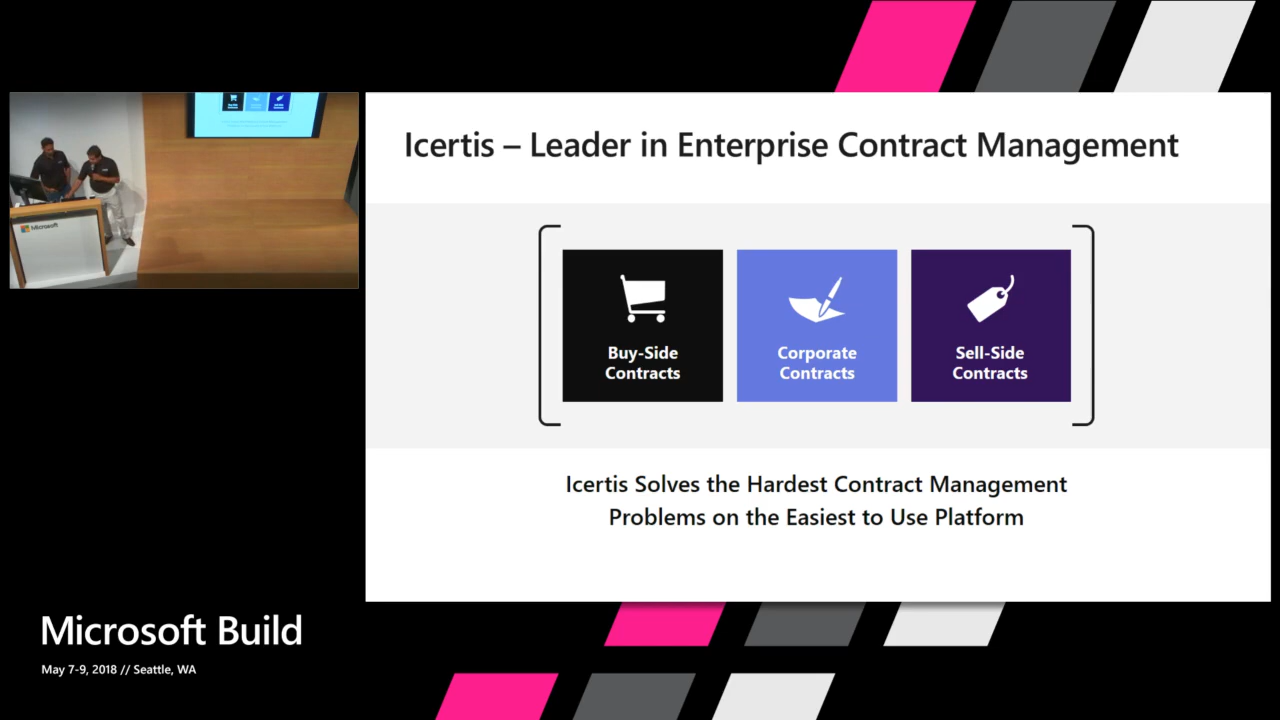 Icertis – Leader in Enterprise Contract Management
Buy-Side
Contracts
Corporate
Contracts
Sell-Side
Contracts
Icertis Solves the Hardest Contract Management
Problems on the Easiest to Use Platform
Microsoft
Microsoft Build
May 7-9, 2018 // Seattle, WA